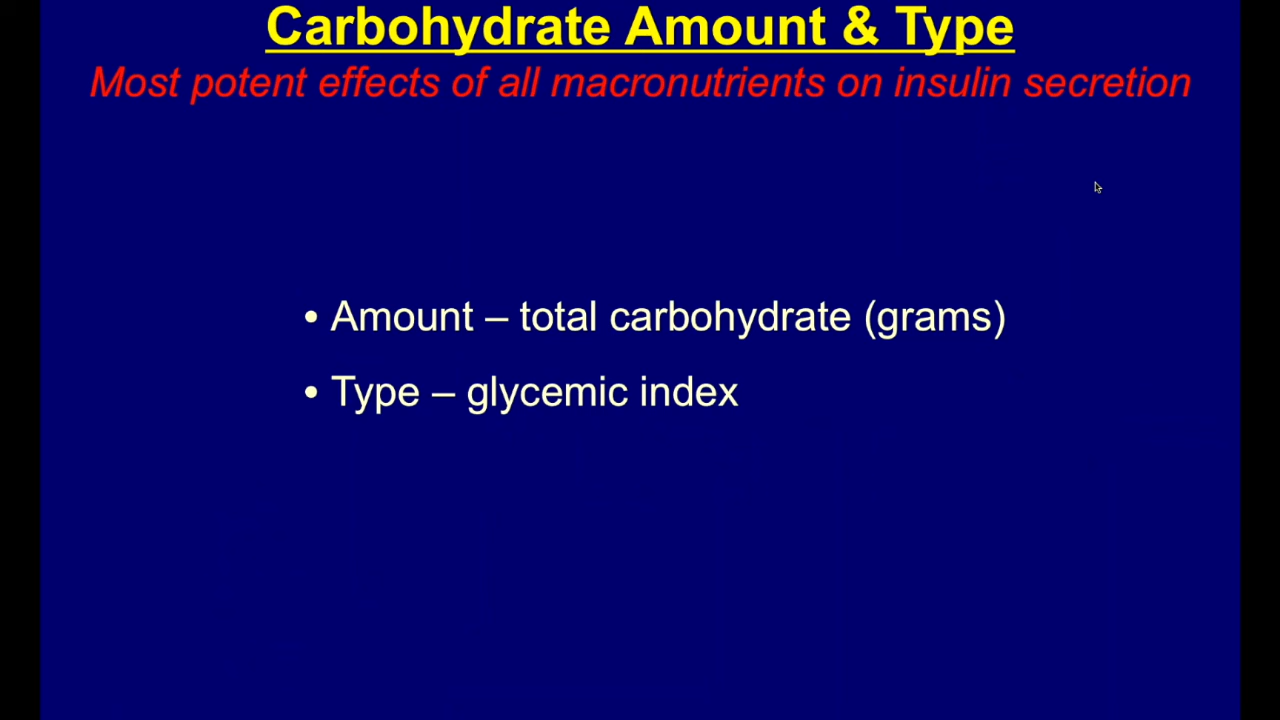 Carbohydrate Amount & Type
Most potent effects of all macronutrients on insulin secretion
• Amount – total carbohydrate (grams)
• Type – glycemic index